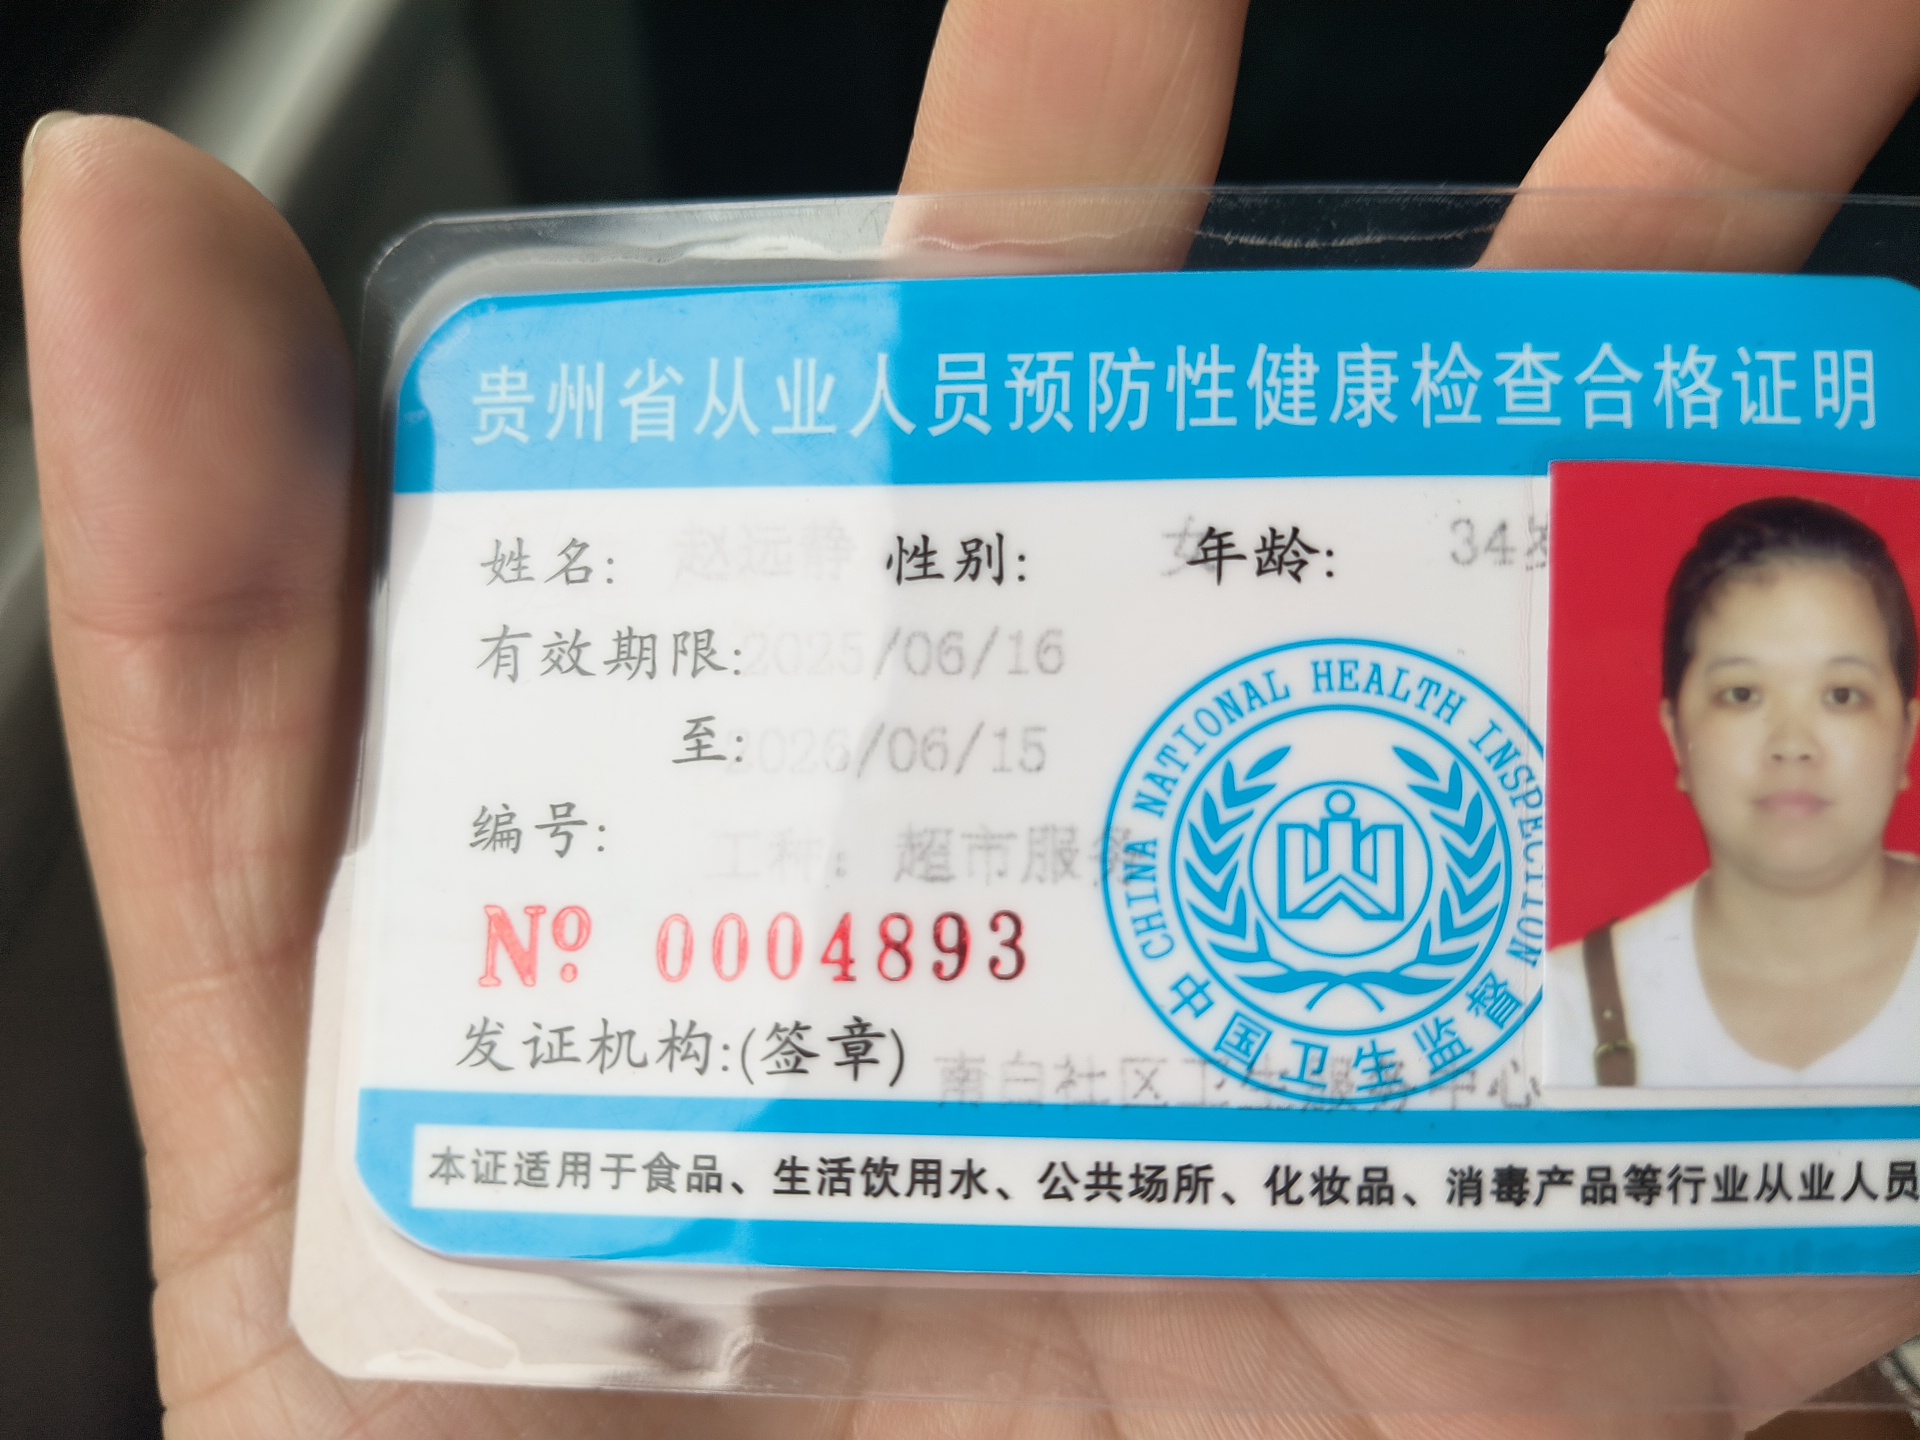 贵州省从业人员预防性健康检查合格证明
姓名: 赵远静 性别: 女 年龄: 34岁
有效期限: 2025/06/16
至: 2026/06/15
编号: 工种：超市服务
Nº 0004893
发证机构:(签章) 南白社区卫生服务中心
CHINA NATIONAL HEALTH INSPECTION
中国卫生监督
本证适用于食品、生活饮用水、公共场所、化妆品、消毒产品等行业从业人员